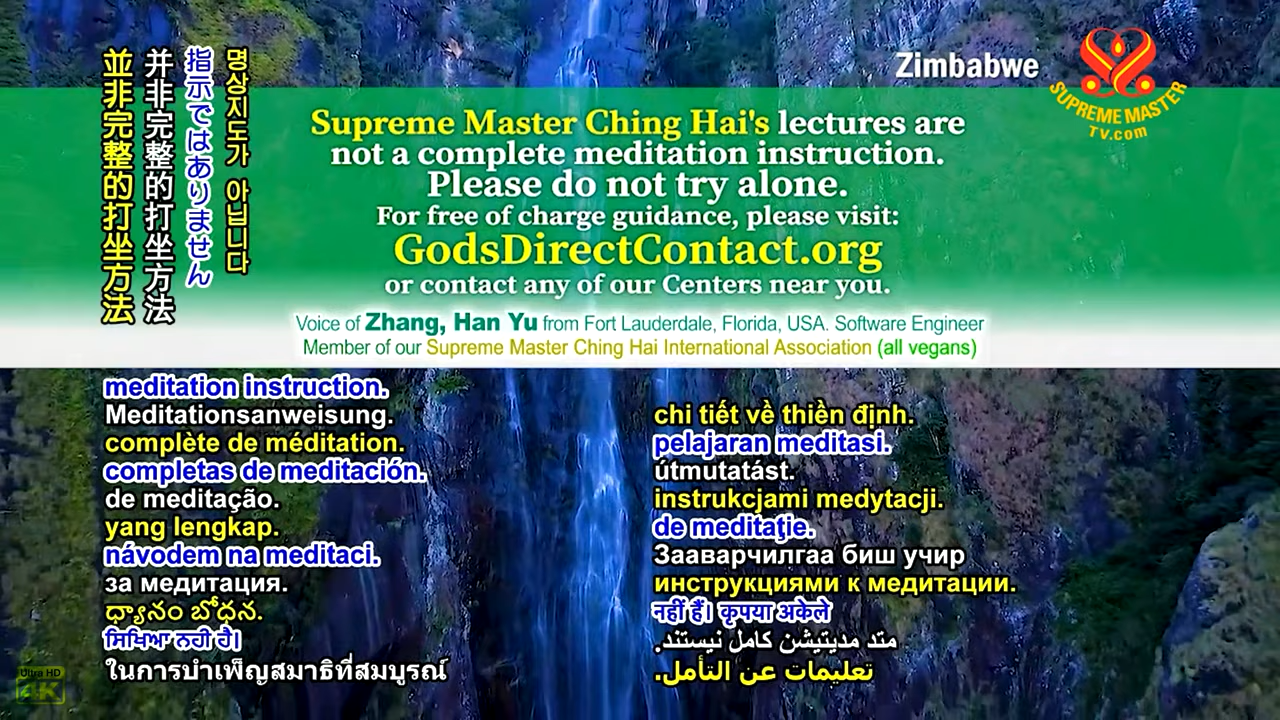 Zimbabwe
SUPREME MASTER
TV.com
명상지도가 아닙니다
指示ではありません
并非完整的打坐方法
並非完整的打坐方法
Supreme Master Ching Hai's lectures are
not a complete meditation instruction.
Please do not try alone.
For free of charge guidance, please visit:
GodsDirectContact.org
or contact any of our Centers near you.
Voice of Zhang, Han Yu from Fort Lauderdale, Florida, USA. Software Engineer
Member of our Supreme Master Ching Hai International Association (all vegans)
meditation instruction.
Meditationsanweisung.
complète de méditation.
completas de meditación.
de meditação.
yang lengkap.
návodem na meditaci.
за медитация.
ధ్యానం బోధన.
ਸਿਖਿਆ ਨਹੀ ਹੈ।
ในการบำเพ็ญสมาธิที่สมบูรณ์
chi tiết về thiền định.
pelajaran meditasi.
útmutatást.
instrukcjami medytacji.
de meditaţie.
Зааварчилгаа биш учир
инструкциями к медитации.
नहीं हैं। कृपया अकेले
متد مدیتیشن کامل نیستند.
تعليمات عن التأمل.
Ultra HD
4K